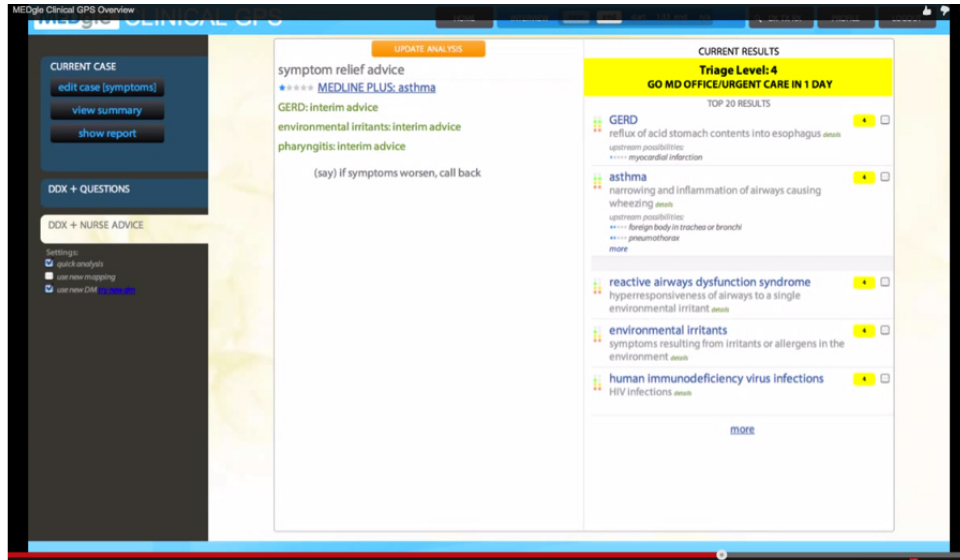 MEDgle Clinical GPS Overview
MEDgle CLINICAL GPS
HOME
CURRENT CASE
edit case [symptoms]
view summary
show report
DDX + QUESTIONS
DDX + NURSE ADVICE
Settings:
quick analysis
use new mapping
use new DM
UPDATE ANALYSIS
symptom relief advice
MEDLINE PLUS: asthma
GERD: interim advice
environmental irritants: interim advice
pharyngitis: interim advice
(say) if symptoms worsen, call back
CURRENT RESULTS
Triage Level: 4
GO MD OFFICE/URGENT CARE IN 1 DAY
TOP 20 RESULTS
GERD 4
reflux of acid stomach contents into esophagus details
upstream possibilities:
myocardial infarction
asthma 4
narrowing and inflammation of airways causing
wheezing details
upstream possibilities:
foreign body in trachea or bronchi
pneumothorax
more
reactive airways dysfunction syndrome 4
hyperresponsiveness of airways to a single
environmental irritant details
environmental irritants 4
symptoms resulting from irritants or allergens in the
environment details
human immunodeficiency virus infections 4
HIV infections details
more